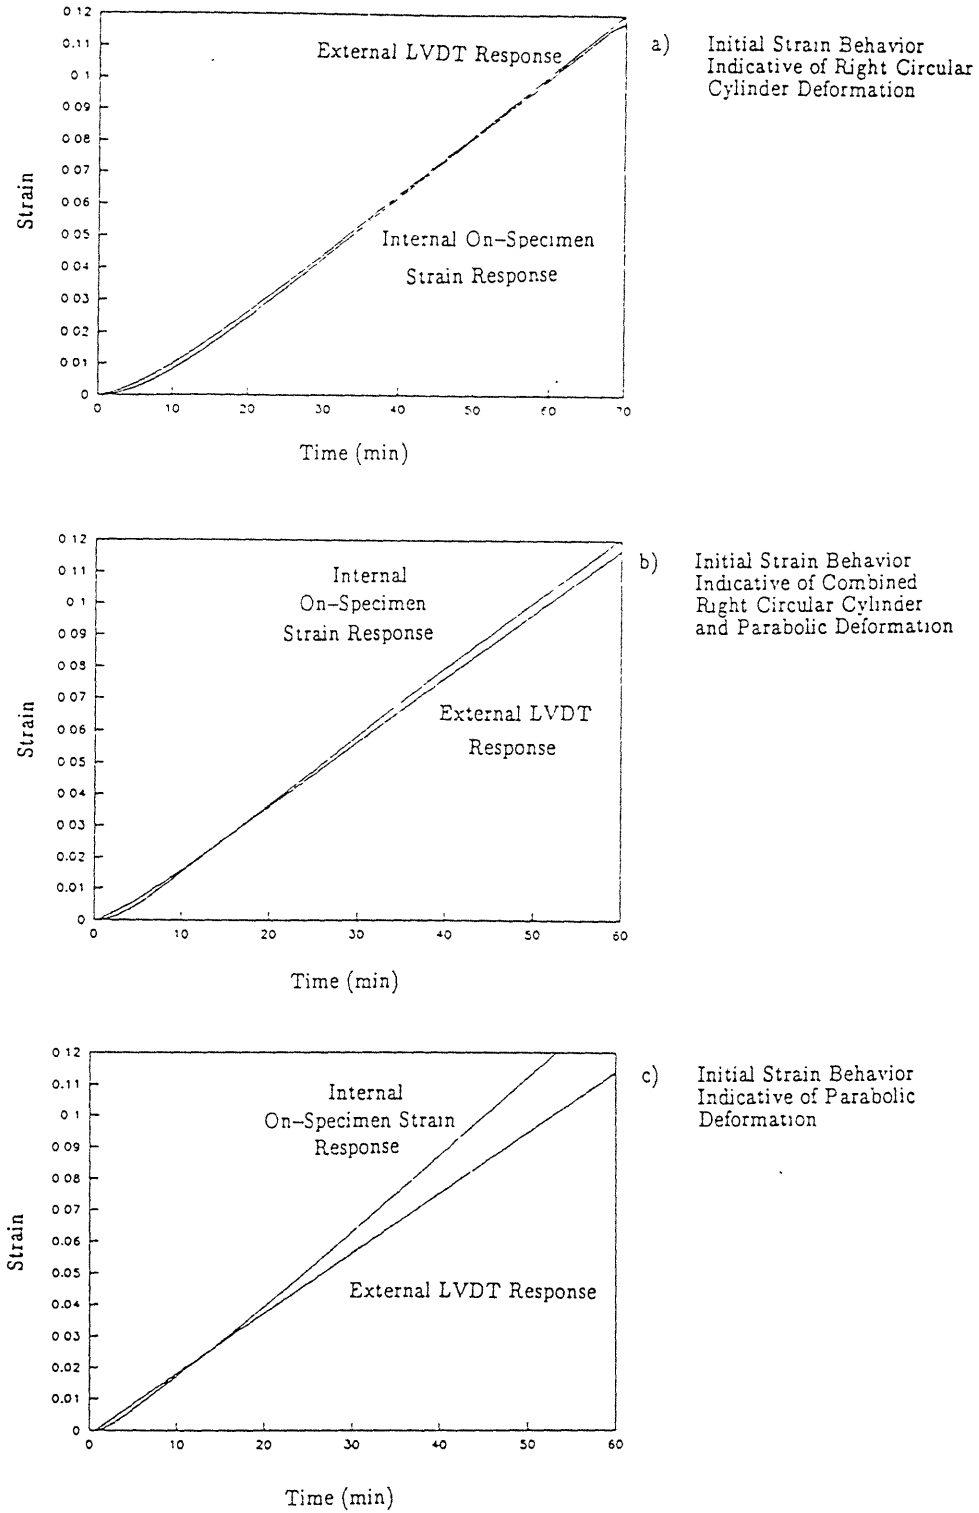 0 12
0.11
0 1
0 09
0 08
0 07
0 06
0 05
0 04
0 03
0 02
0 01
0
Strain
External LVDT Response
Internal On-Specimen
Strain Response
0 10 20 30 40 50 60 70
Time (min)
a) Initial Strain Behavior
Indicative of Right Circular
Cylinder Deformation
0.12
0.11
0 1
0.09
0 08
0 07
0.06
0.05
0 04
0 03
0.02
0.01
0
Strain
Internal
On-Specimen
Strain Response
External LVDT
Response
0 10 20 30 40 50 60
Time (min)
b) Initial Strain Behavior
Indicative of Combined
Right Circular Cylinder
and Parabolic Deformation
0.12
0.11
0 1
0.09
0.08
0.07
0.06
0.05
0.04
0 03
0.02
0.01
0
Strain
Internal
On-Specimen Strain
Response
External LVDT Response
0 10 20 30 40 50 60
Time (min)
c) Initial Strain Behavior
Indicative of Parabolic
Deformation